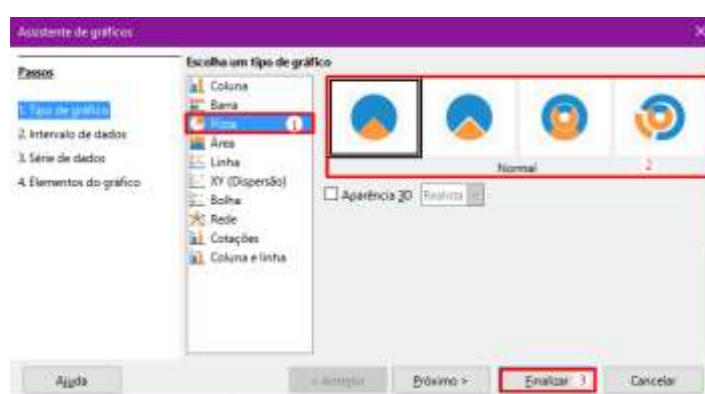 Assistente de gráficos
Passos
1. Tipo de gráfico
2. Intervalo de dados
3. Série de dados
4. Elementos do gráfico
Escolha um tipo de gráfico
Coluna
Barra
Pizza 1
Área
Linha
XY (Dispersão)
Bolha
Rede
Cotações
Coluna e linha
Normal 2
Aparência 3D Realista
Ajuda
< Anterior
Próximo >
Finalizar 3
Cancelar